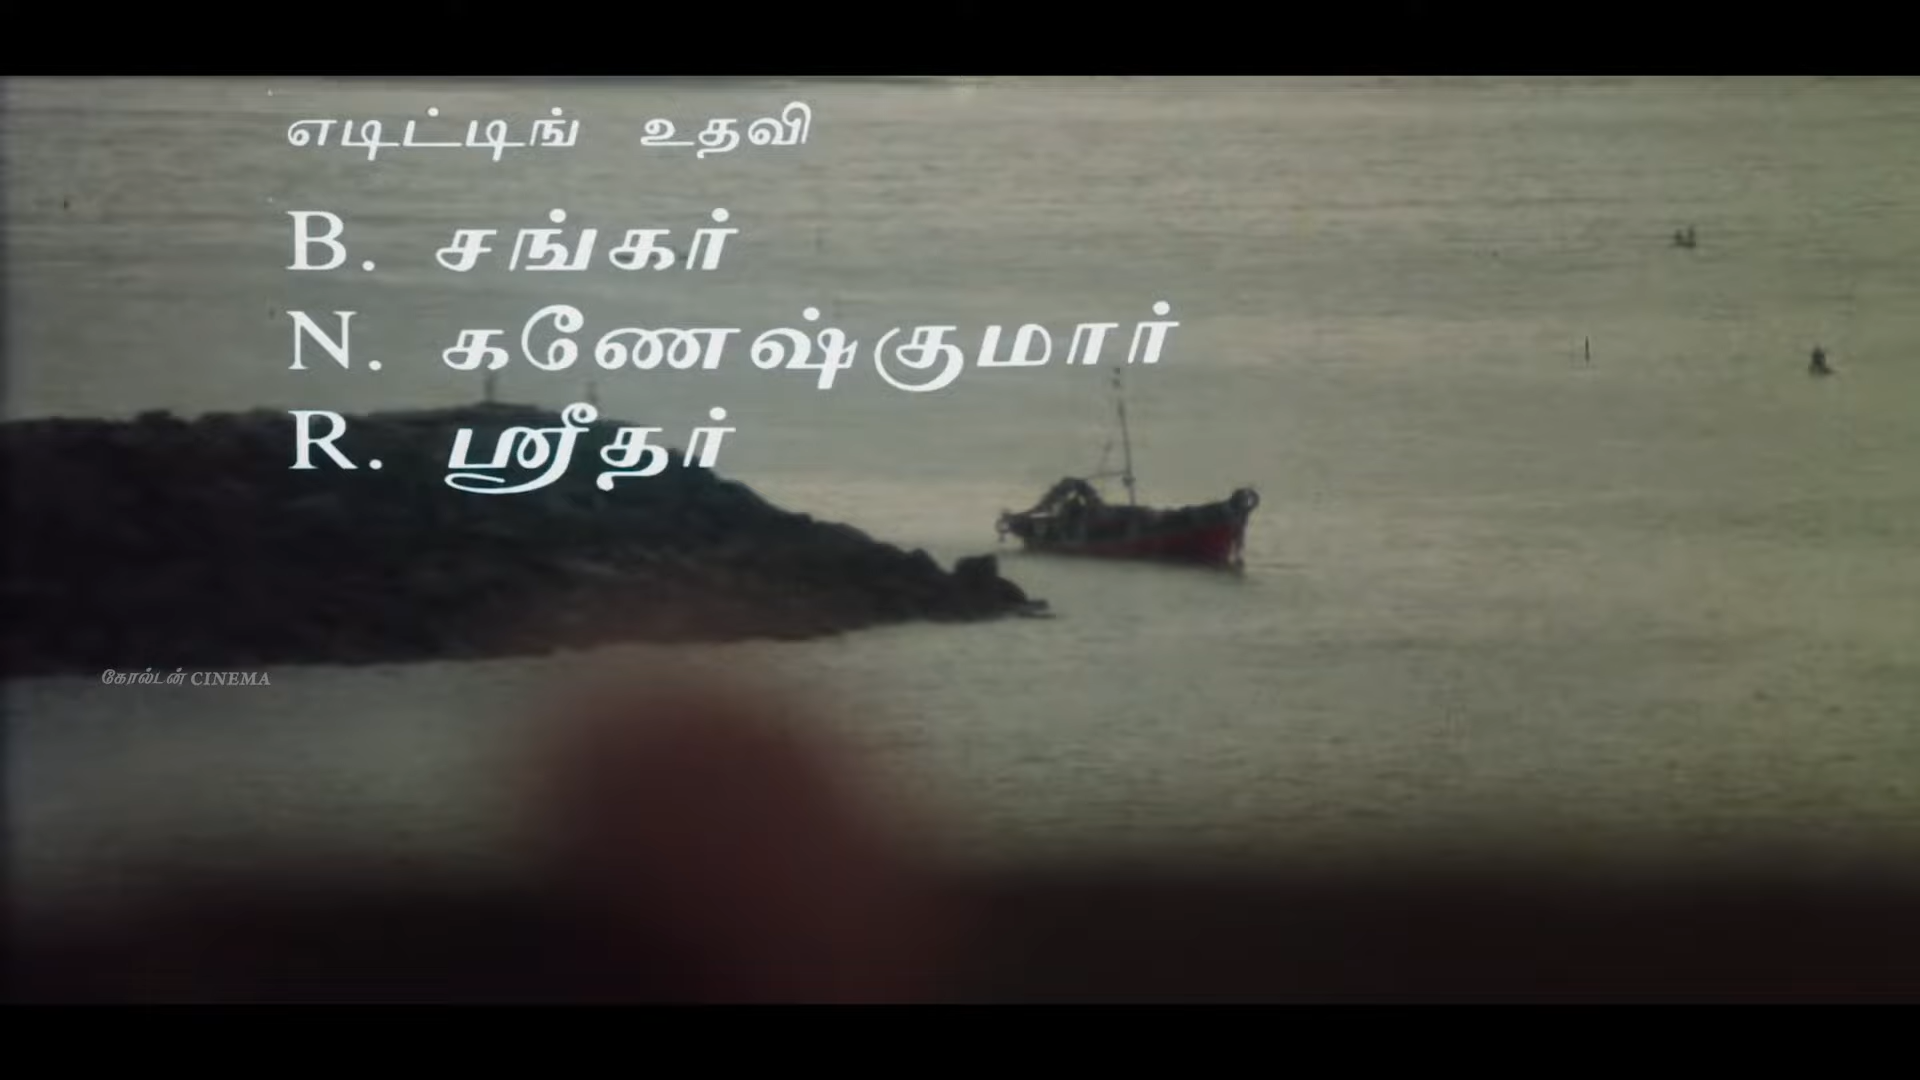 எடிட்டிங் உதவி
B. சங்கர்
N. கணேஷ்குமார்
R. ஸ்ரீதர்
கோல்டன் CINEMA